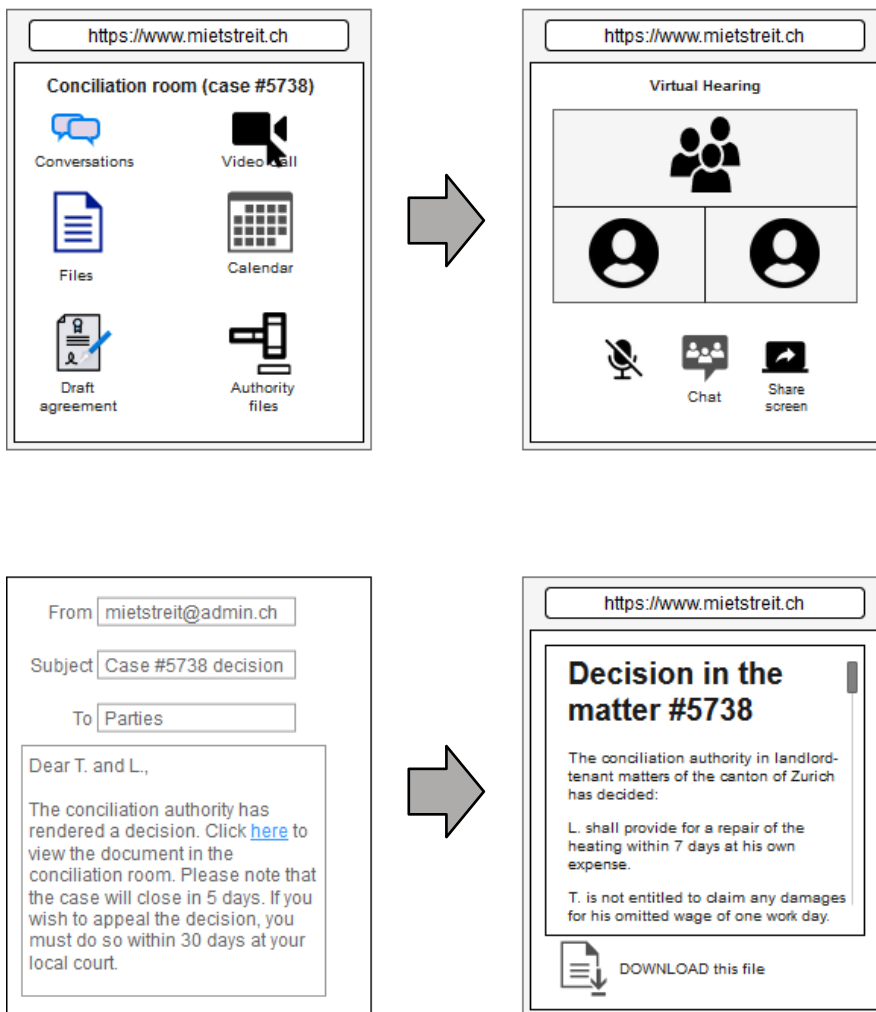 https://www.mietstreit.ch
Conciliation room (case #5738)
Conversations
Video call
Files
Calendar
Draft
agreement
Authority
files
https://www.mietstreit.ch
Virtual Hearing
Chat
Share
screen
From mietstreit@admin.ch
Subject Case #5738 decision
To Parties
Dear T. and L.,
The conciliation authority has
rendered a decision. Click here to
view the document in the
conciliation room. Please note that
the case will close in 5 days. If you
wish to appeal the decision, you
must do so within 30 days at your
local court.
https://www.mietstreit.ch
Decision in the
matter #5738
The conciliation authority in landlord-
tenant matters of the canton of Zurich
has decided:
L. shall provide for a repair of the
heating within 7 days at his own
expense.
T. is not entitled to claim any damages
for his omitted wage of one work day.
DOWNLOAD this file